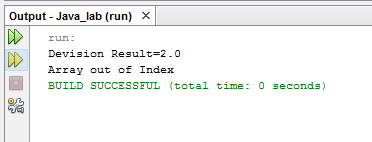 Output - Java_lab (run)
run:
Devision Result=2.0
Array out of Index
BUILD SUCCESSFUL (total time: 0 seconds)